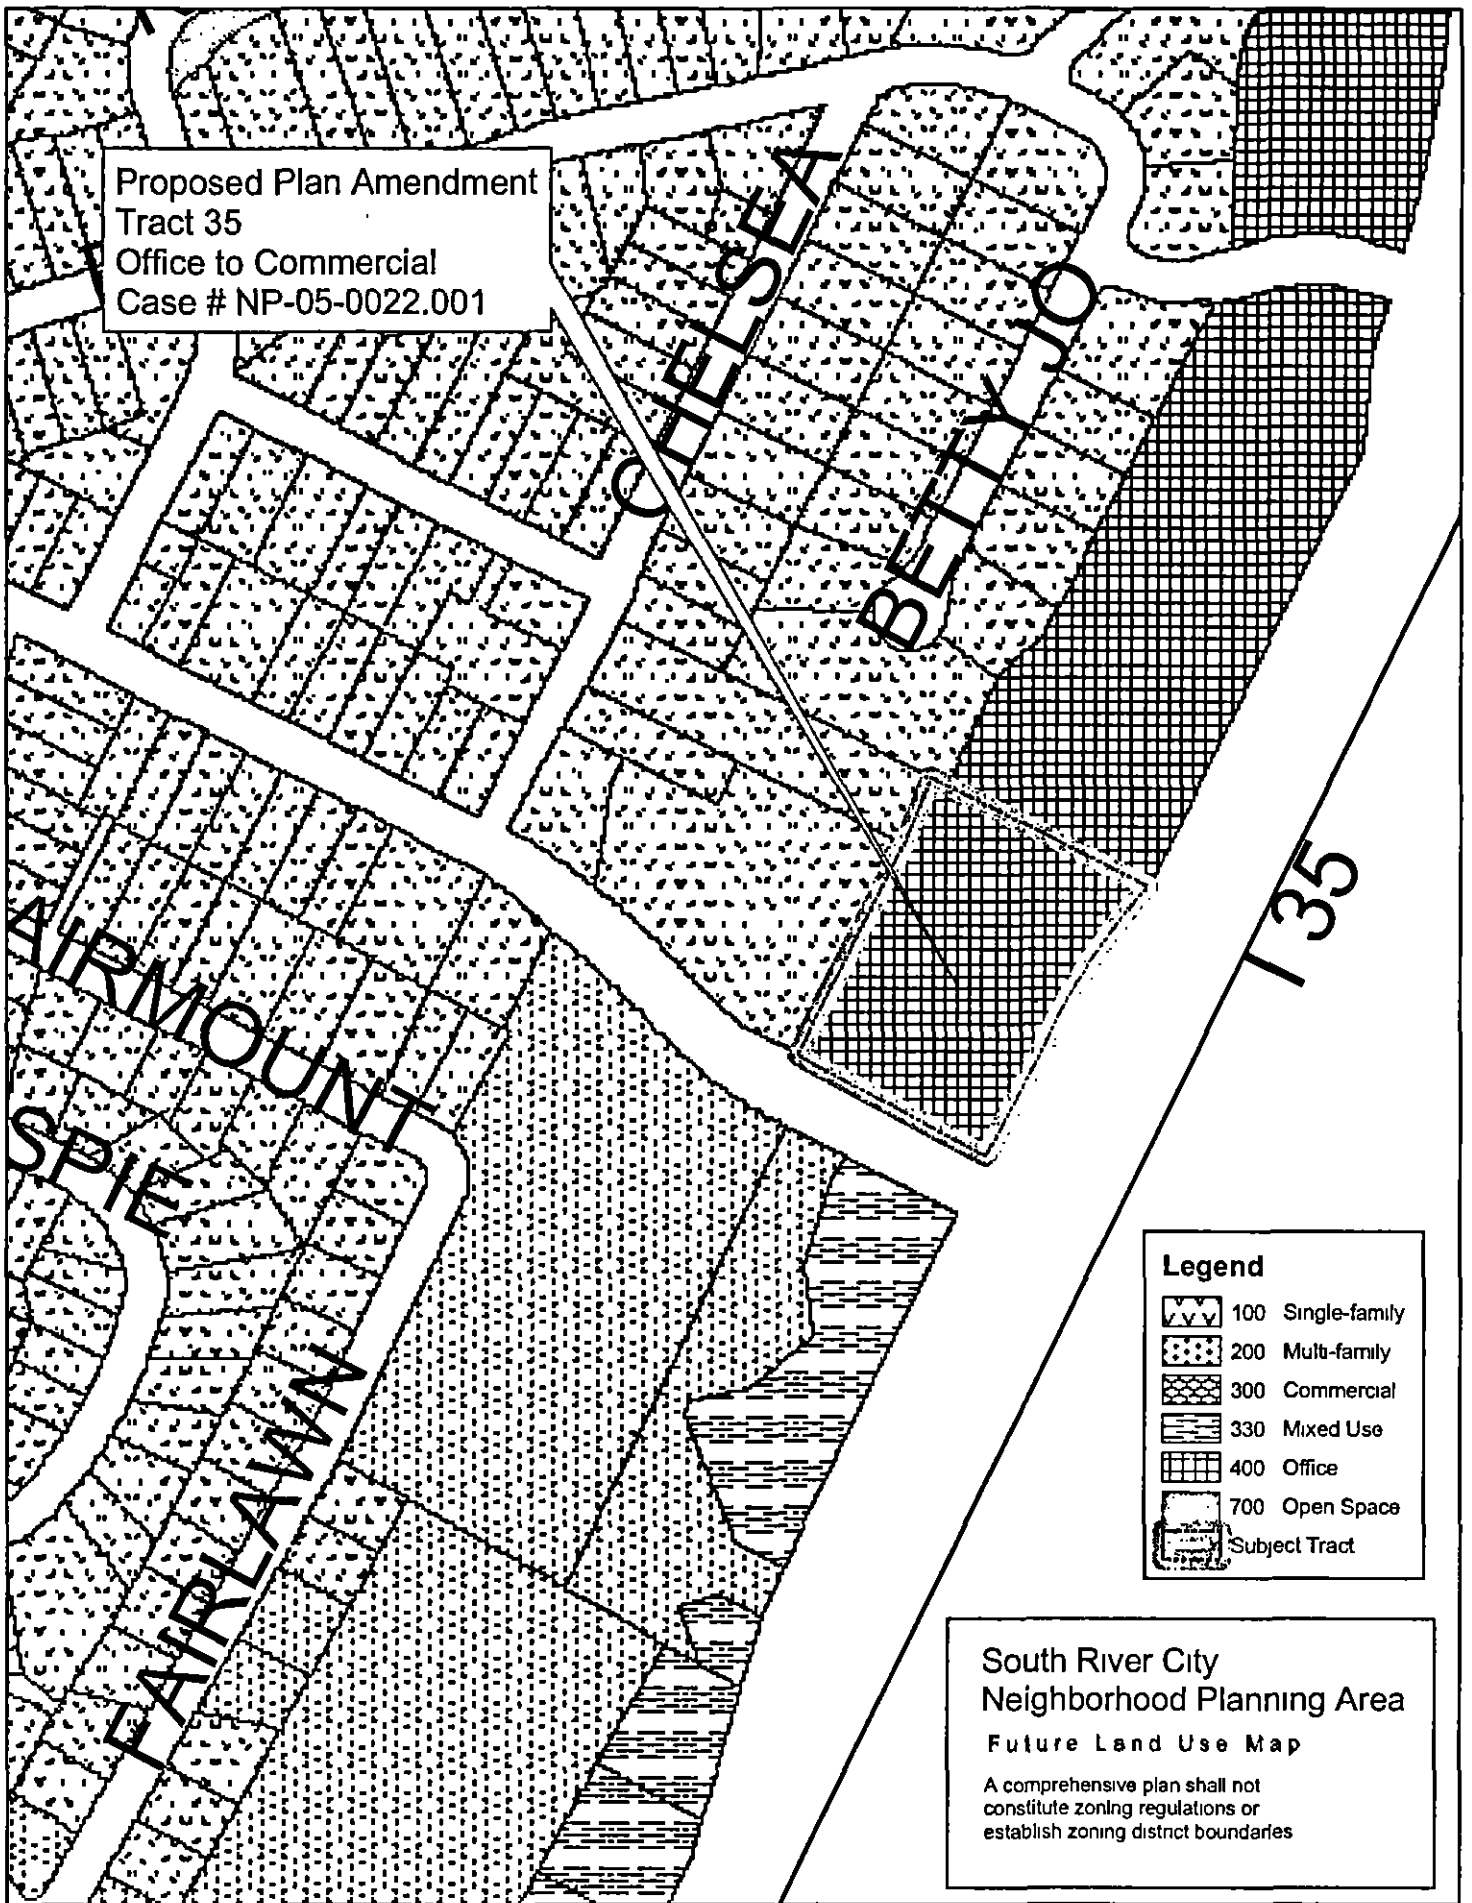 Proposed Plan Amendment
Tract 35
Office to Commercial
Case # NP-05-0022.001
CHELSEA
BETTY JO
I 35
AIRMOUNT
SPIE
FAIRLAWN
Legend
100 Single-family
200 Multi-family
300 Commercial
330 Mixed Use
400 Office
700 Open Space
Subject Tract
South River City
Neighborhood Planning Area
Future Land Use Map
A comprehensive plan shall not
constitute zoning regulations or
establish zoning district boundaries